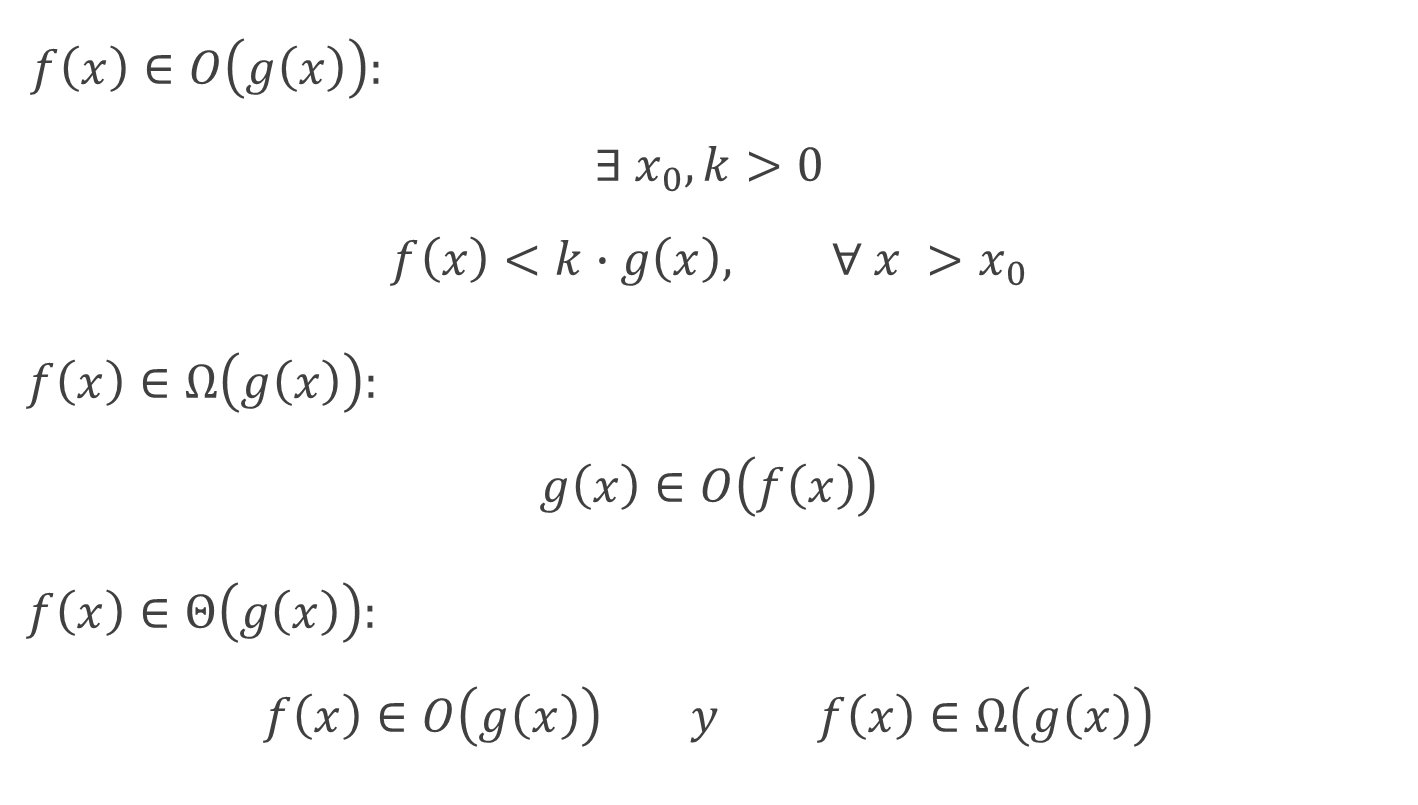 f(x) ∈ O(g(x)):
∃ x₀, k > 0
f(x) < k · g(x), ∀ x > x₀
f(x) ∈ Ω(g(x)):
g(x) ∈ O(f(x))
f(x) ∈ Θ(g(x)):
f(x) ∈ O(g(x)) y f(x) ∈ Ω(g(x))